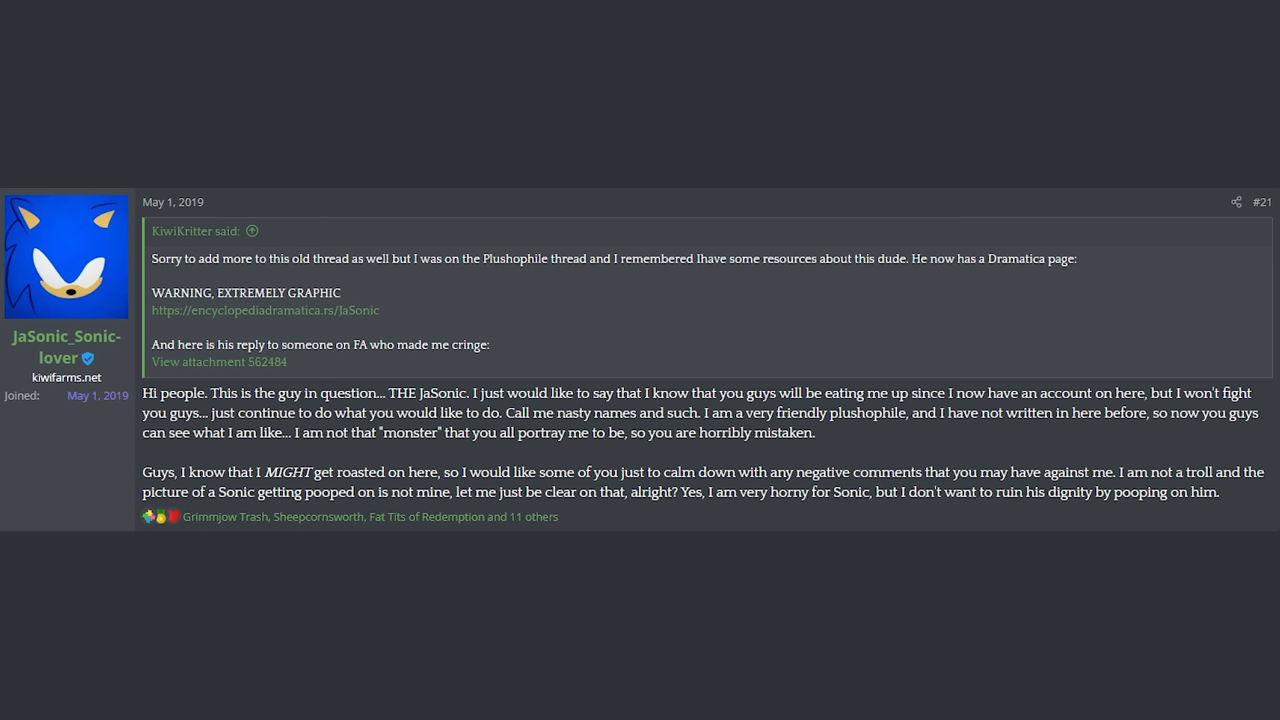 May 1, 2019
#21
KiwiKritter said:
Sorry to add more to this old thread as well but I was on the Plushophile thread and I remembered Ihave some resources about this dude. He now has a Dramatica page:
WARNING, EXTREMELY GRAPHIC
https://encyclopediadramatica.rs/JaSonic
And here is his reply to someone on FA who made me cringe:
View attachment 562484
JaSonic_Sonic-
lover
kiwifarms.net
Joined: May 1, 2019
Hi people. This is the guy in question... THE JaSonic. I just would like to say that I know that you guys will be eating me up since I now have an account on here, but I won't fight
you guys... just continue to do what you would like to do. Call me nasty names and such. I am a very friendly plushophile, and I have not written in here before, so now you guys
can see what I am like... I am not that "monster" that you all portray me to be, so you are horribly mistaken.
Guys, I know that I MIGHT get roasted on here, so I would like some of you just to calm down with any negative comments that you may have against me. I am not a troll and the
picture of a Sonic getting pooped on is not mine, let me just be clear on that, alright? Yes, I am very horny for Sonic, but I don't want to ruin his dignity by pooping on him.
Grimmjow Trash, Sheepcornsworth, Fat Tits of Redemption and 11 others